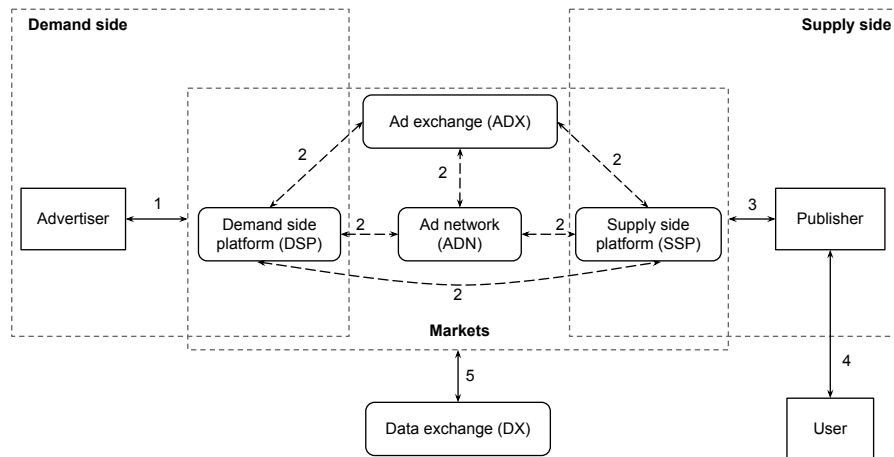 Demand side
Supply side
Ad exchange (ADX)
2
2
2
1
3
Advertiser
Demand side
platform (DSP)
2
Ad network
(ADN)
2
Supply side
platform (SSP)
Publisher
2
Markets
5
4
Data exchange (DX)
User